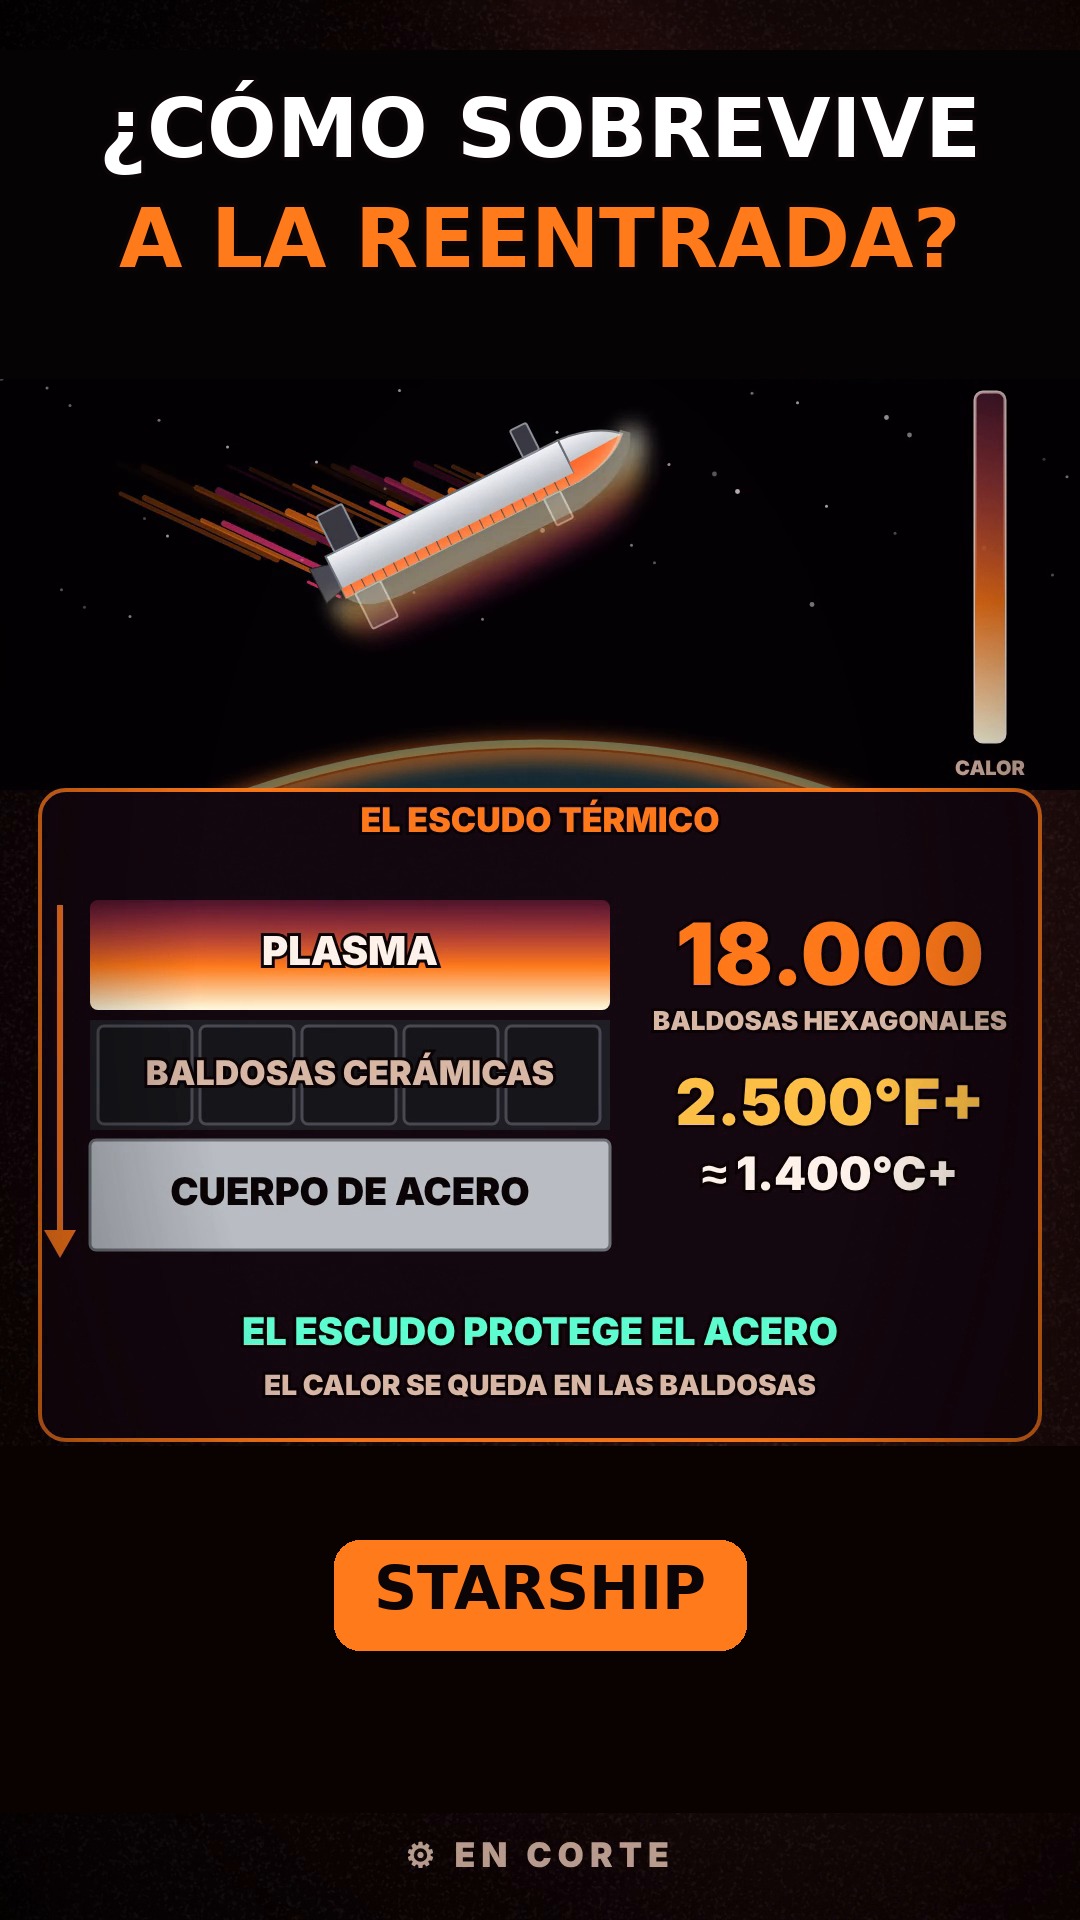 ¿CÓMO SOBREVIVE
A LA REENTRADA?
CALOR
EL ESCUDO TÉRMICO
PLASMA
BALDOSAS CERÁMICAS
CUERPO DE ACERO
18.000
BALDOSAS HEXAGONALES
2.500°F+
≈1.400°C+
EL ESCUDO PROTEGE EL ACERO
EL CALOR SE QUEDA EN LAS BALDOSAS
STARSHIP
⚙ EN CORTE